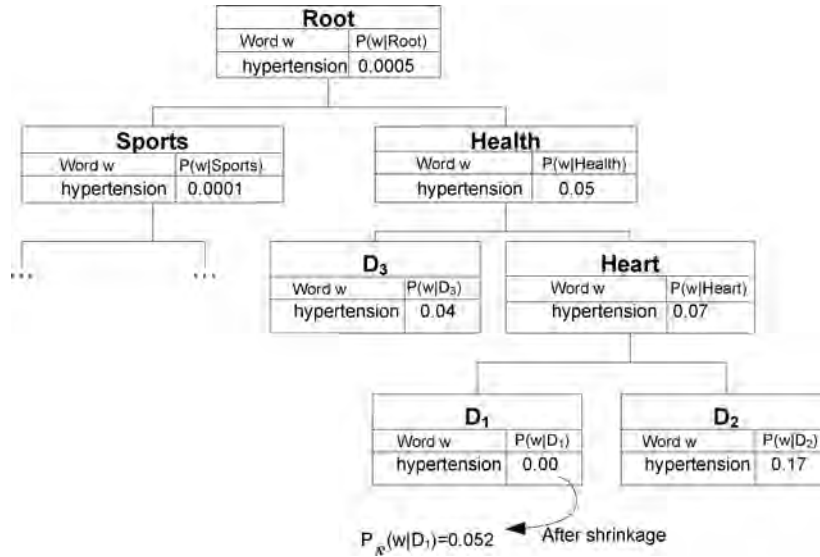 Root
Word w P(w|Root)
hypertension 0.0005
Sports Health
Word w P(w|Sports) Word w P(w|Health)
hypertension 0.0001 hypertension 0.05
... ...
D₃ Heart
Word w P(w|D₃) Word w P(w|Heart)
hypertension 0.04 hypertension 0.07
D₁ D₂
Word w P(w|D₁) Word w P(w|D₂)
hypertension 0.00 hypertension 0.17
P (w|D₁)=0.052 After shrinkage